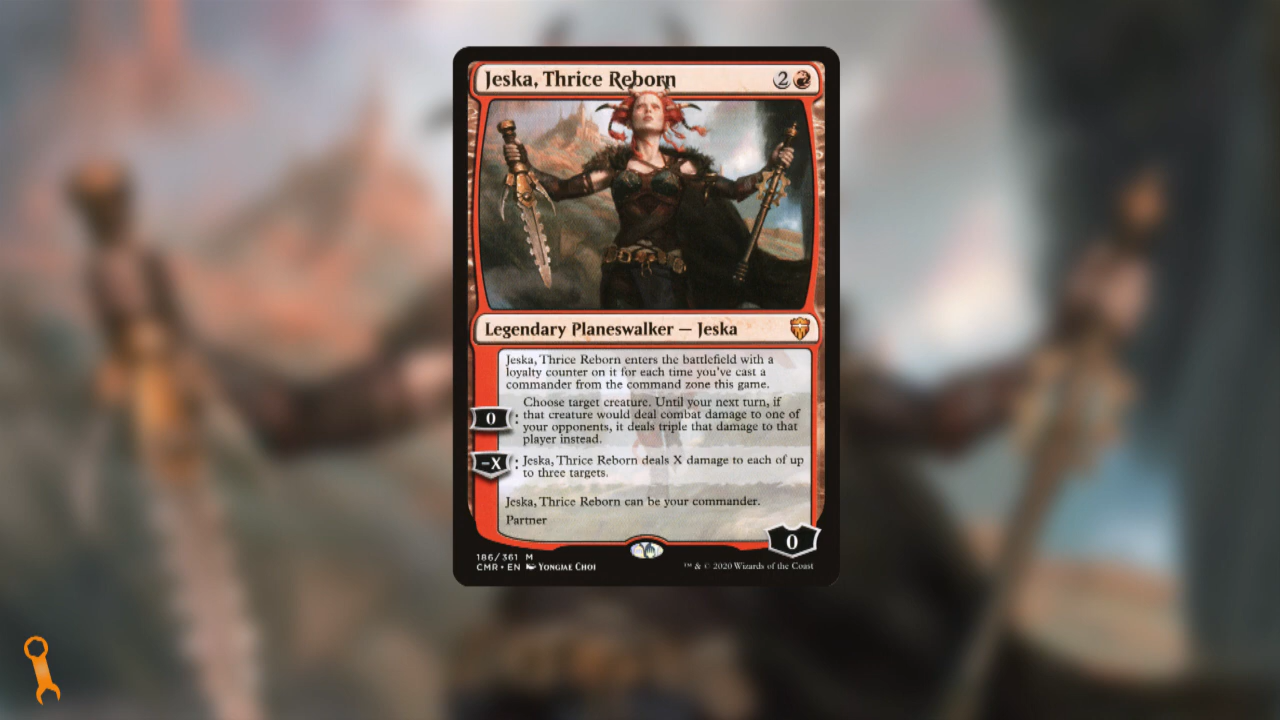 Jeska, Thrice Reborn 2
Legendary Planeswalker — Jeska
Jeska, Thrice Reborn enters the battlefield with a
loyalty counter on it for each time you've cast a
commander from the command zone this game.
0 : Choose target creature. Until your next turn, if
that creature would deal combat damage to one of
your opponents, it deals triple that damage to that
player instead.
−X : Jeska, Thrice Reborn deals X damage to each of up
to three targets.
Jeska, Thrice Reborn can be your commander.
Partner
0
186/361 M
CMR • EN Yongjae Choi
™ & © 2020 Wizards of the Coast